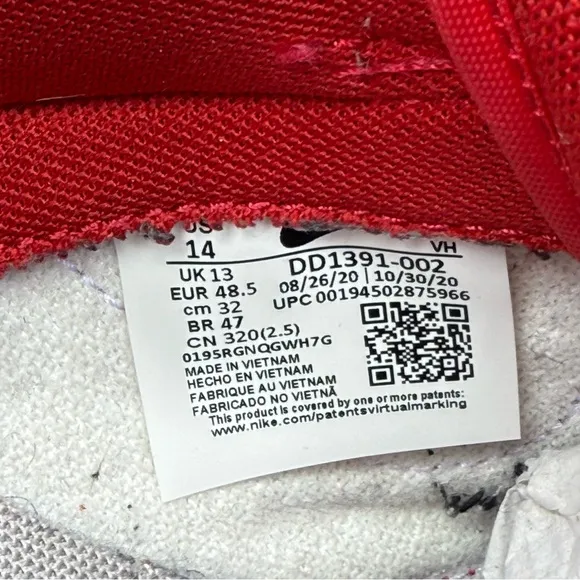 US
14
VH
UK 13
EUR 48.5
cm 32
BR 47
CN 320(2.5)
DD1391-002
08/26/20 | 10/30/20
UPC 00194502875966
0195RGNQGWH7G
MADE IN VIETNAM
HECHO EN VIETNAM
FABRIQUE AU VIETNAM
FABRICADO NO VIETNÃ
This product is covered by one or more patents:
www.nike.com/patentsvirtualmarking